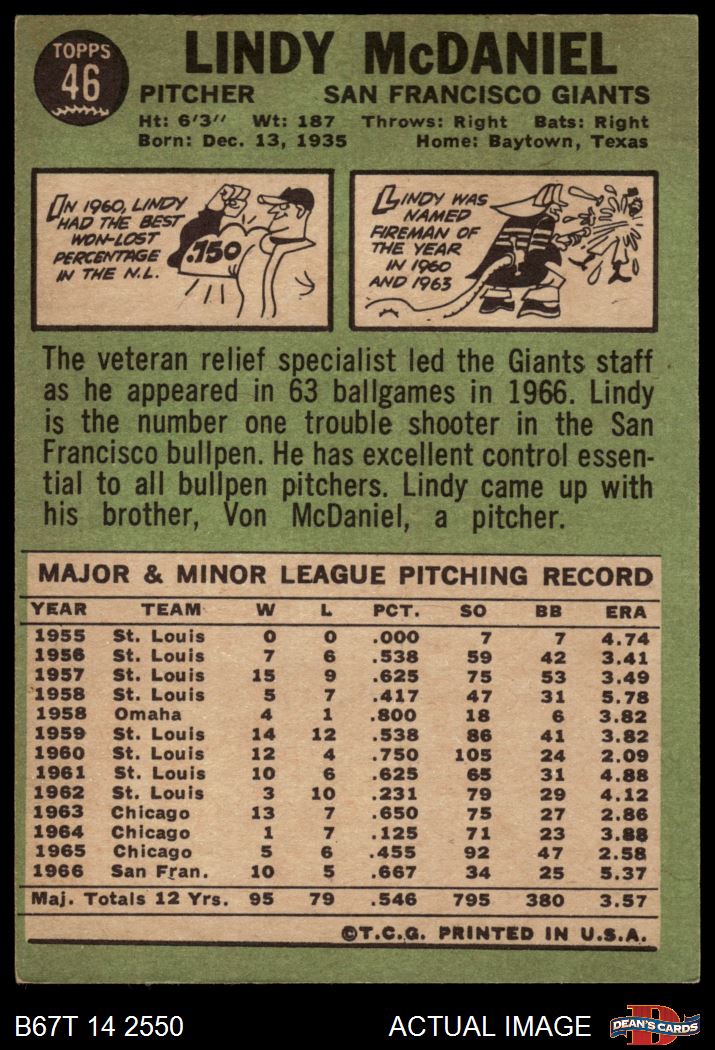 TOPPS
46
LINDY McDANIEL
PITCHER SAN FRANCISCO GIANTS
Ht: 6'3" Wt: 187 Throws: Right Bats: Right
Born: Dec. 13, 1935 Home: Baytown, Texas
IN 1960, LINDY
HAD THE BEST
WON-LOST
PERCENTAGE
IN THE N.L.
.750
LINDY WAS
NAMED
FIREMAN OF
THE YEAR
IN 1960
AND 1963
The veteran relief specialist led the Giants staff
as he appeared in 63 ballgames in 1966. Lindy
is the number one trouble shooter in the San
Francisco bullpen. He has excellent control essen-
tial to all bullpen pitchers. Lindy came up with
his brother, Von McDaniel, a pitcher.
MAJOR & MINOR LEAGUE PITCHING RECORD
YEAR TEAM W L PCT. SO BB ERA
1955 St. Louis 0 0 .000 7 7 4.74
1956 St. Louis 7 6 .538 59 42 3.41
1957 St. Louis 15 9 .625 75 53 3.49
1958 St. Louis 5 7 .417 47 31 5.78
1958 Omaha 4 1 .800 18 6 3.82
1959 St. Louis 14 12 .538 86 41 3.82
1960 St. Louis 12 4 .750 105 24 2.09
1961 St. Louis 10 6 .625 65 31 4.88
1962 St. Louis 3 10 .231 79 29 4.12
1963 Chicago 13 7 .650 75 27 2.86
1964 Chicago 1 7 .125 71 23 3.88
1965 Chicago 5 6 .455 92 47 2.58
1966 San Fran. 10 5 .667 34 25 5.37
Maj. Totals 12 Yrs. 95 79 .546 795 380 3.57
©T.C.G. PRINTED IN U.S.A.
B67T 14 2550 ACTUAL IMAGE
DEAN'S CARDS